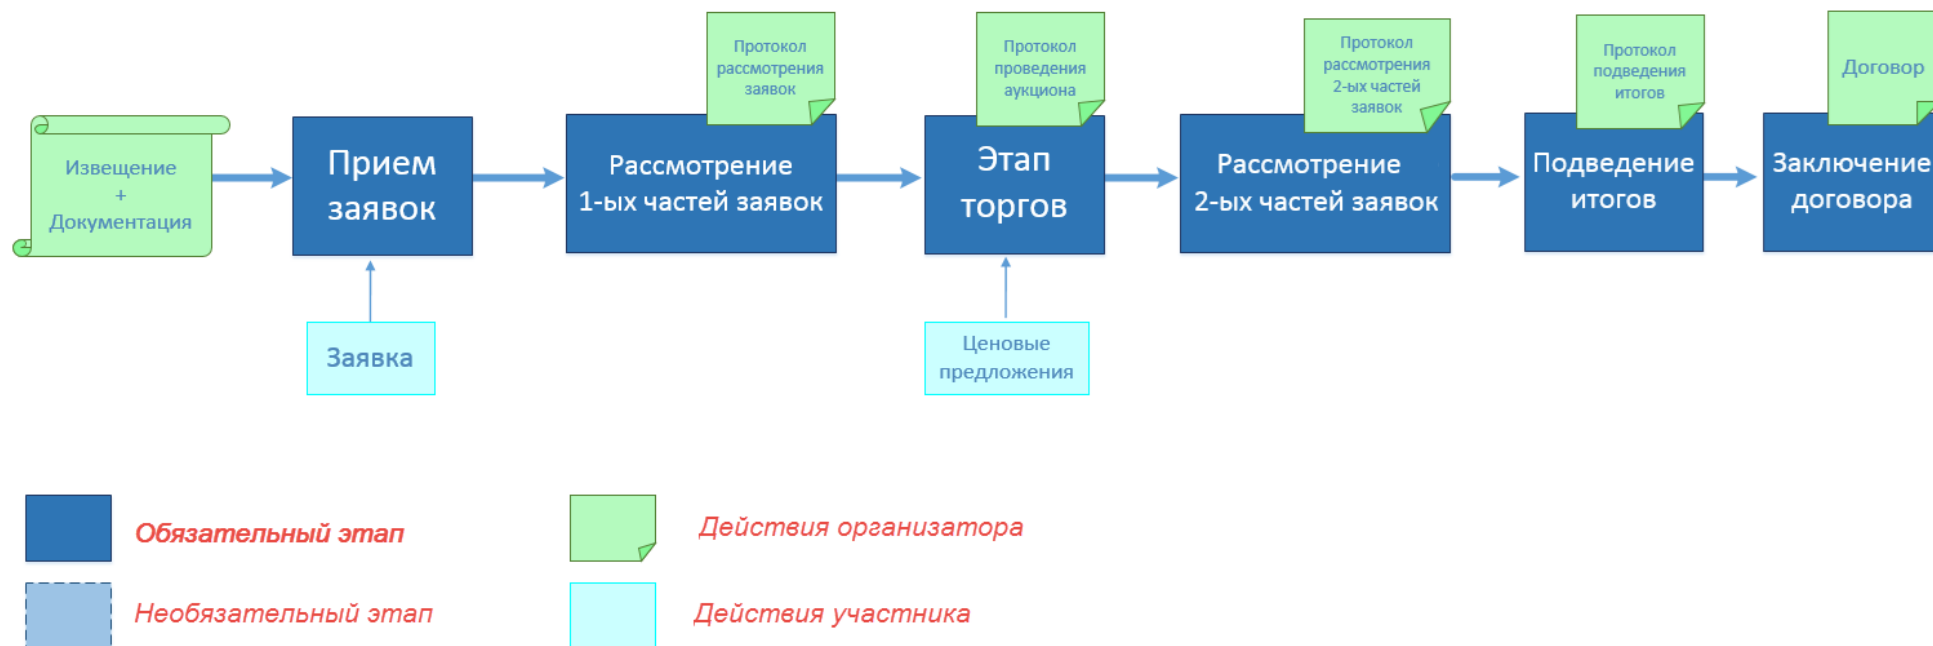 Извещение
+
Документация
Прием
заявок
Заявка
Протокол
рассмотрения
заявок
Рассмотрение
1-ых частей заявок
Протокол
проведения
аукциона
Этап
торгов
Ценовые
предложения
Протокол
рассмотрения
2-ых частей
заявок
Рассмотрение
2-ых частей заявок
Протокол
подведения
итогов
Подведение
итогов
Договор
Заключение
договора
Обязательный этап
Действия организатора
Необязательный этап
Действия участника